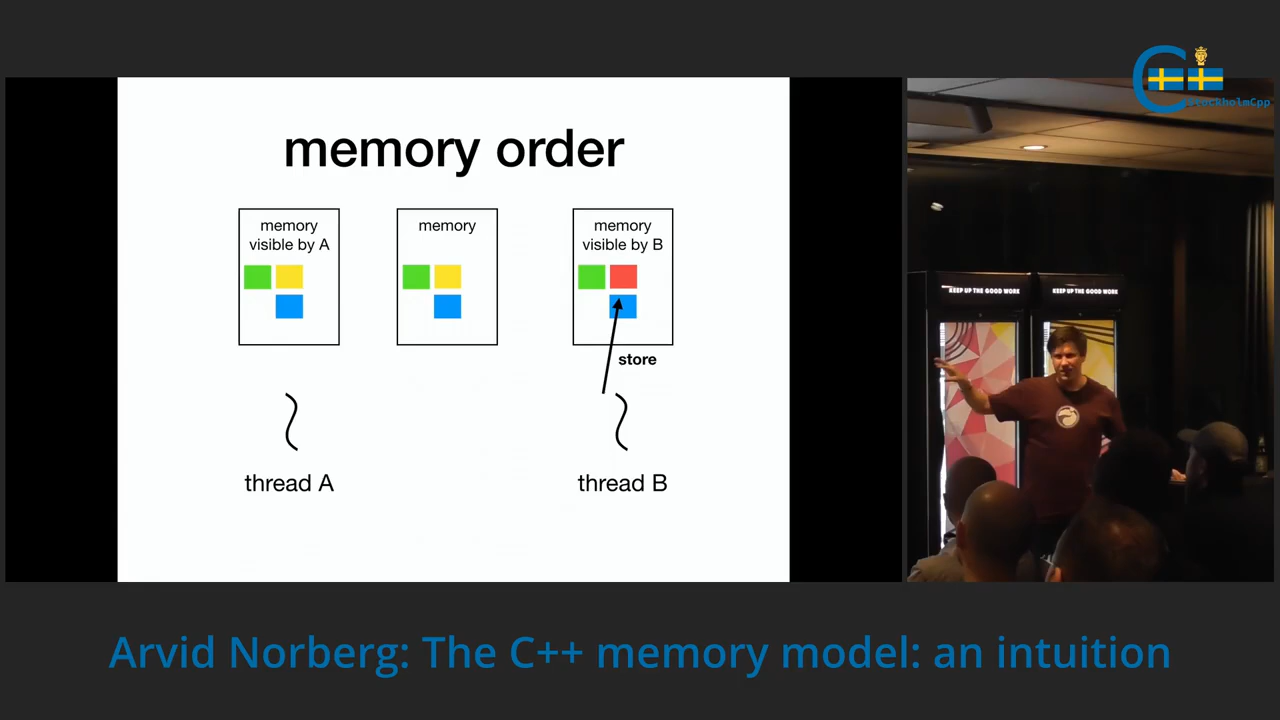 StockholmCpp
memory order
memory
visible by A
memory
memory
visible by B
store
thread A
thread B
KEEP UP THE GOOD WORK
KEEP UP THE GOOD WORK
Arvid Norberg: The C++ memory model: an intuition